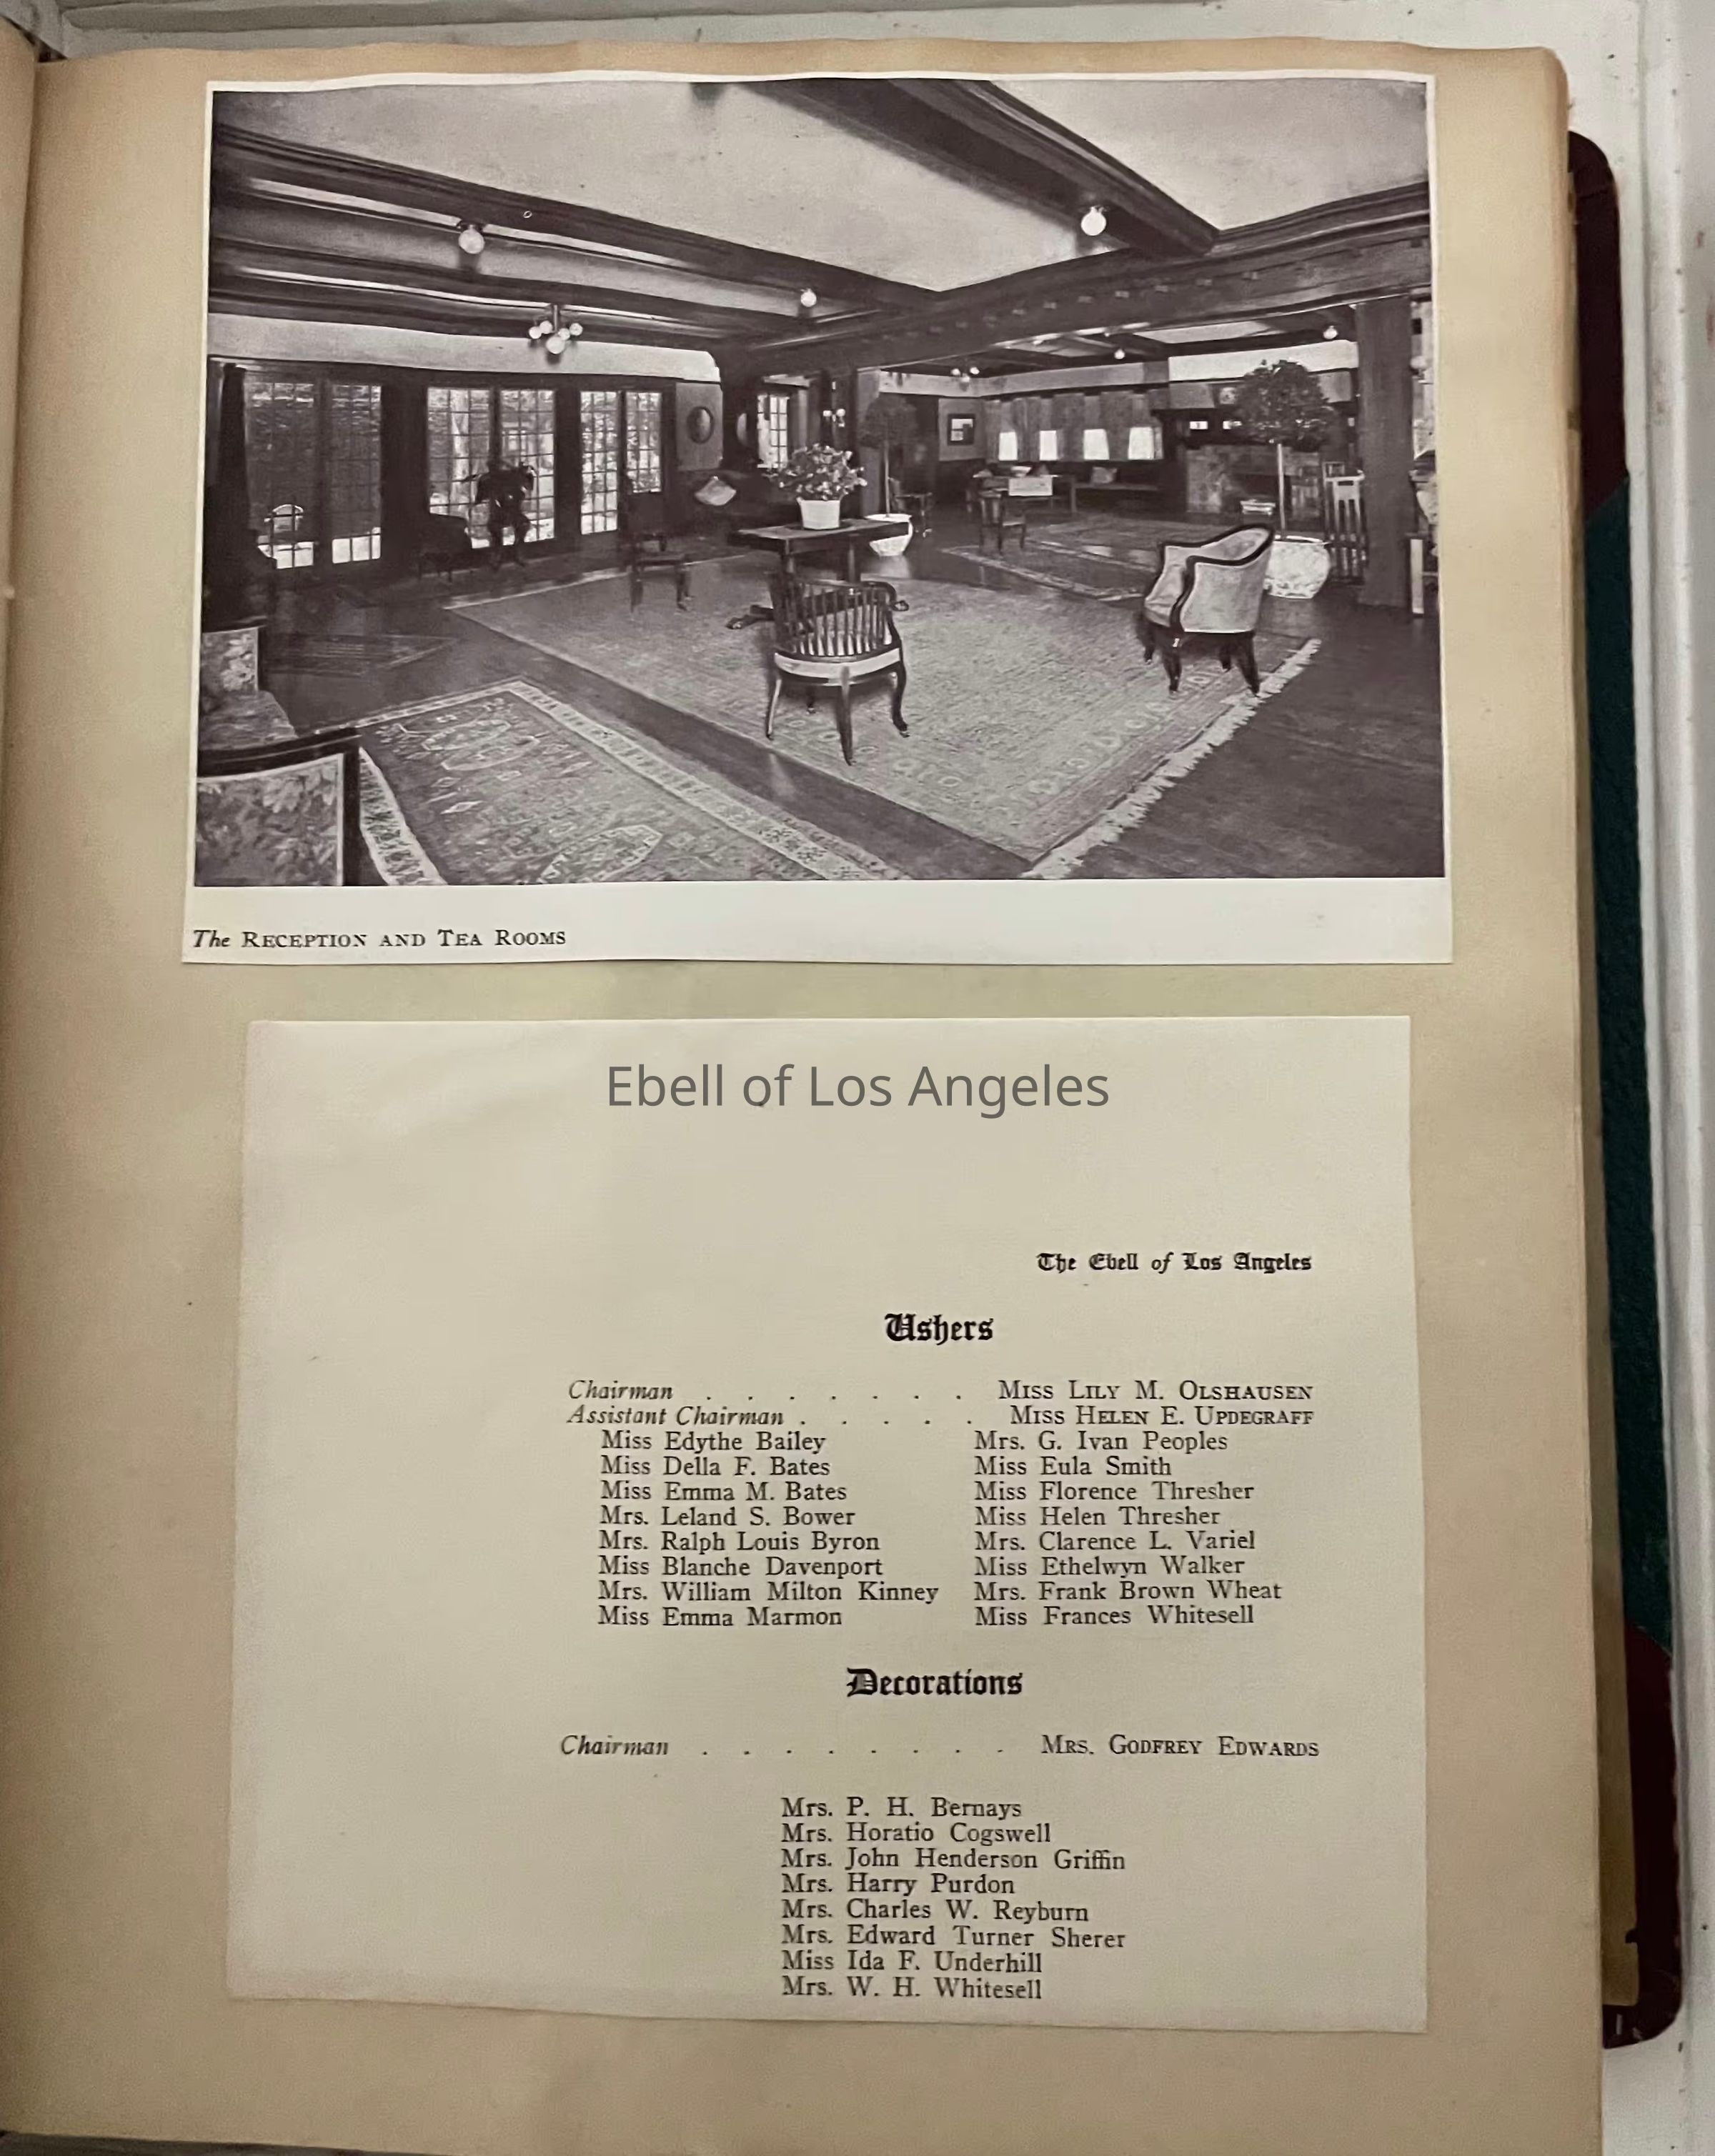 The RECEPTION AND TEA ROOMS
Ebell of Los Angeles
The Ebell of Los Angeles
Ushers
Chairman . . . . . . . MISS LILY M. OLSHAUSEN
Assistant Chairman . . . . . MISS HELEN E. UPDEGRAFF
Miss Edythe Bailey
Miss Della F. Bates
Miss Emma M. Bates
Mrs. Leland S. Bower
Mrs. Ralph Louis Byron
Miss Blanche Davenport
Mrs. William Milton Kinney
Miss Emma Marmon
Mrs. G. Ivan Peoples
Miss Eula Smith
Miss Florence Thresher
Miss Helen Thresher
Mrs. Clarence L. Variel
Miss Ethelwyn Walker
Mrs. Frank Brown Wheat
Miss Frances Whitesell
Decorations
Chairman . . . . . . . . MRS. GODFREY EDWARDS
Mrs. P. H. Bernays
Mrs. Horatio Cogswell
Mrs. John Henderson Griffin
Mrs. Harry Purdon
Mrs. Charles W. Reyburn
Mrs. Edward Turner Sherer
Miss Ida F. Underhill
Mrs. W. H. Whitesell